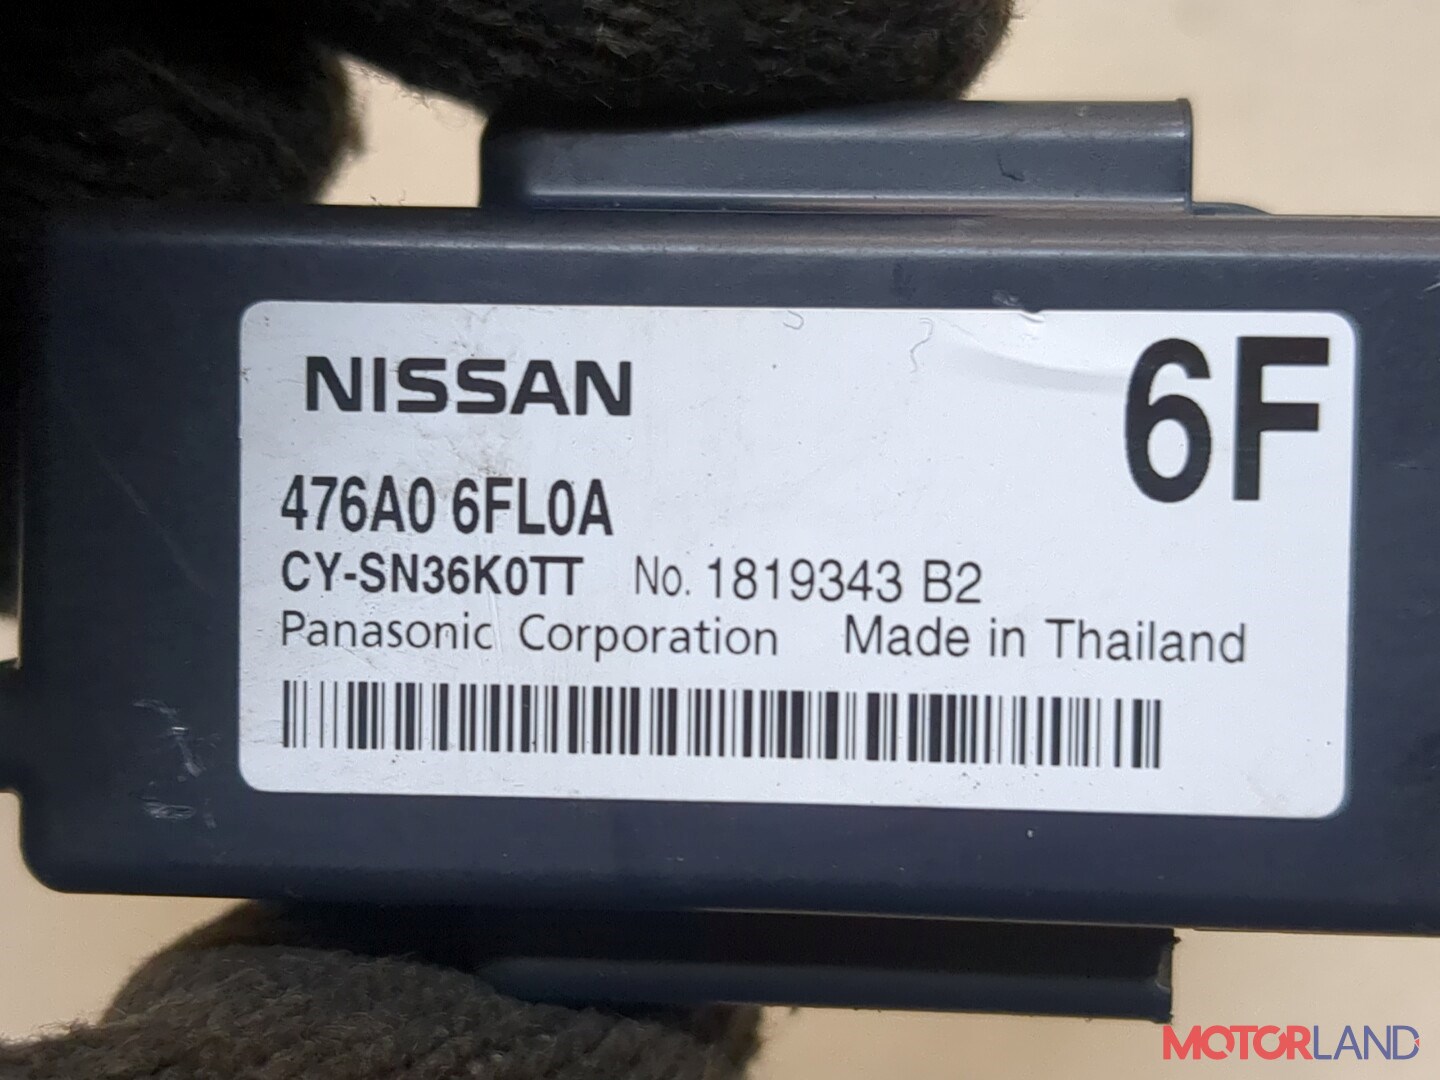 NISSAN
6F
476A0 6FL0A
CY-SN36K0TT No. 1819343 B2
Panasonic Corporation Made in Thailand
MOTORLAND